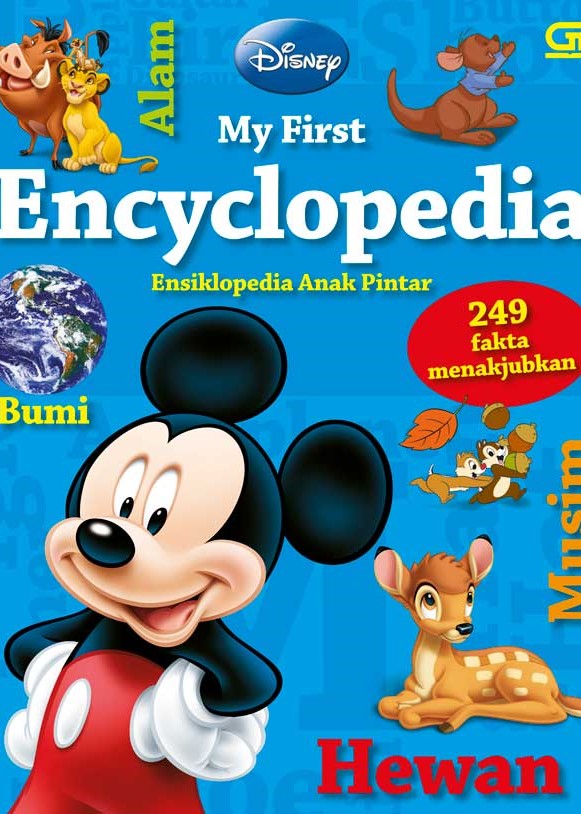 Alam
Disney
My First
Encyclopedia
Ensiklopedia Anak Pintar
249
fakta
menakjubkan
Bumi
Musim
Hewan